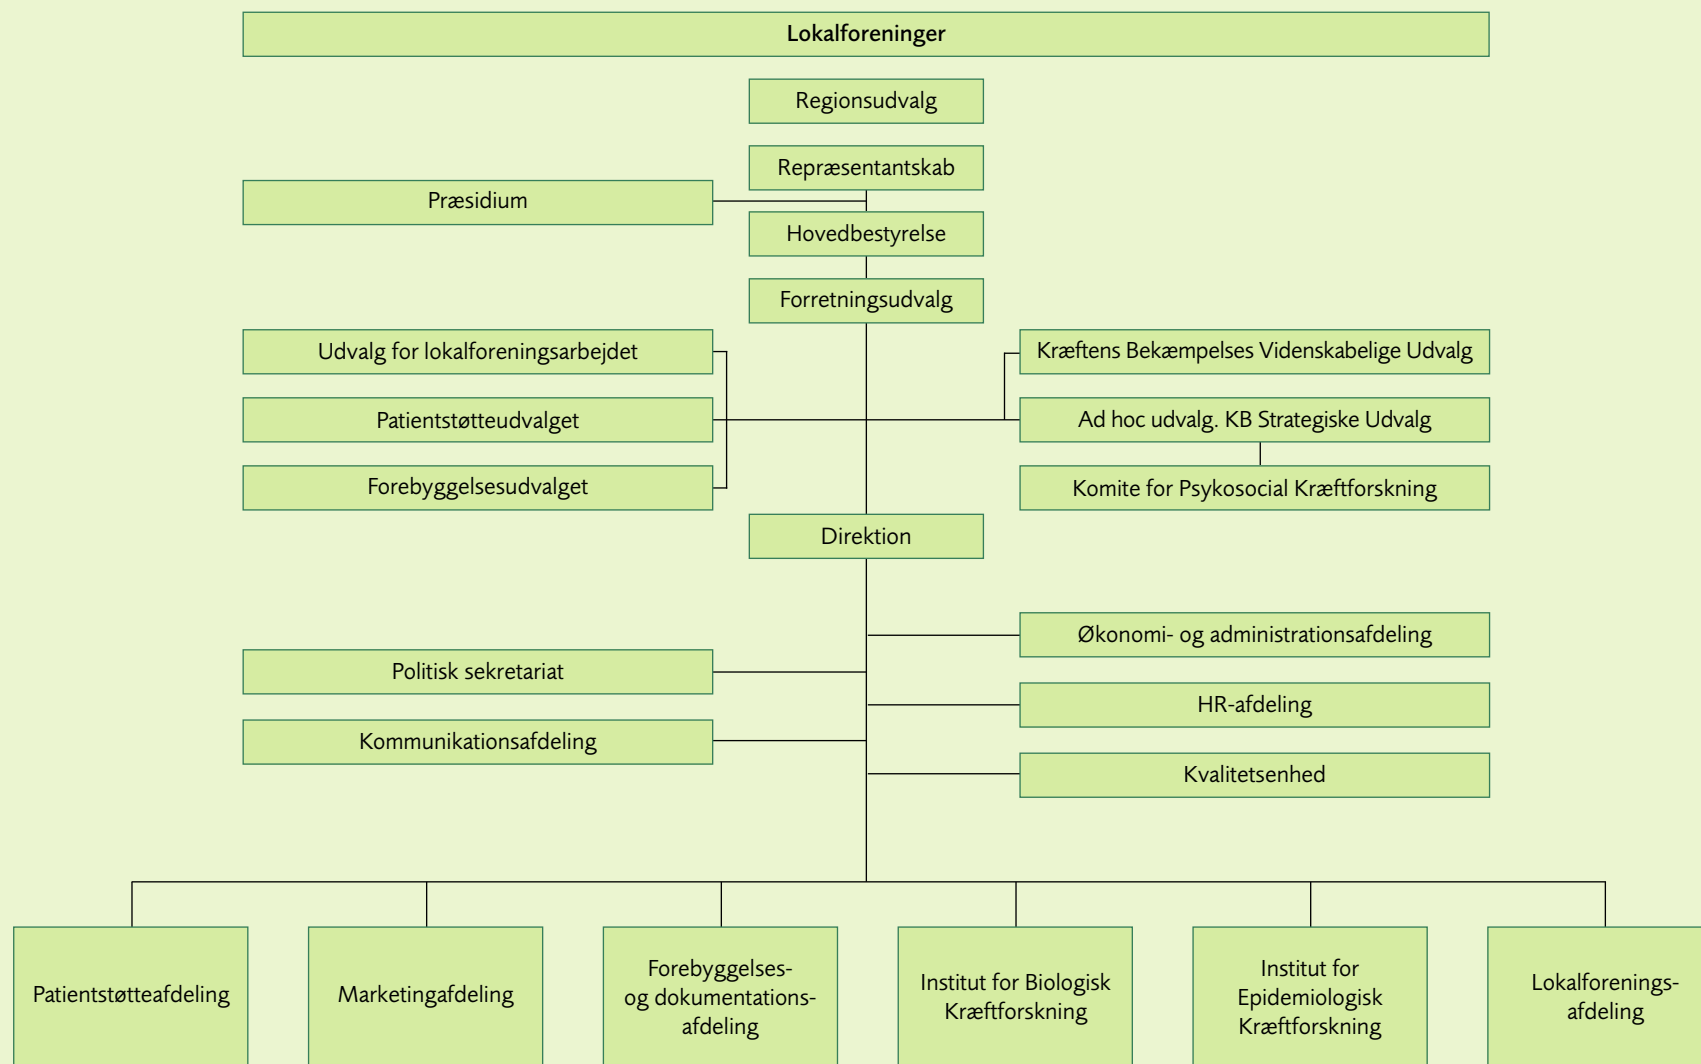 Lokalforeninger
Regionsudvalg
Repræsentantskab
Præsidium
Hovedbestyrelse
Forretningsudvalg
Udvalg for lokalforeningsarbejdet
Kræftens Bekæmpelses Videnskabelige Udvalg
Patientstøtteudvalget
Ad hoc udvalg. KB Strategiske Udvalg
Forebyggelsesudvalget
Komite for Psykosocial Kræftforskning
Direktion
Økonomi- og administrationsafdeling
Politisk sekretariat
HR-afdeling
Kommunikationsafdeling
Kvalitetsenhed
Patientstøtteafdeling
Marketingafdeling
Forebyggelses-
og dokumentations-
afdeling
Institut for Biologisk
Kræftforskning
Institut for
Epidemiologisk
Kræftforskning
Lokalforenings-
afdeling